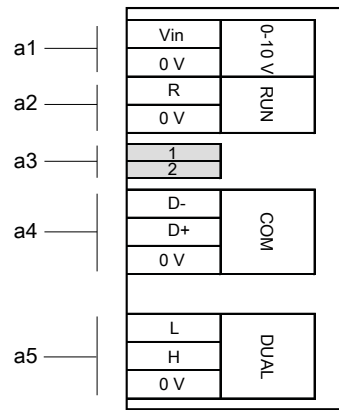 a1
Vin
0 V
0-10 V
a2
R
0 V
RUN
a3
1
2
a4
D-
D+
0 V
COM
a5
L
H
0 V
DUAL